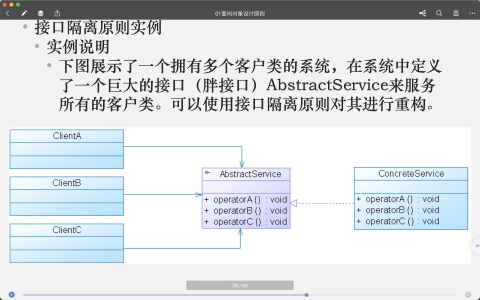 01面向对象设计原则
接口隔离原则实例
实例说明
下图展示了一个拥有多个客户类的系统，在系统中定义
了一个巨大的接口（胖接口）AbstractService来服务
所有的客户类。可以使用接口隔离原则对其进行重构。
ClientA
ClientB
ClientC
AbstractService
+ operatorA () : void
+ operatorB () : void
+ operatorC () : void
ConcreteService
+ operatorA () : void
+ operatorB () : void
+ operatorC () : void